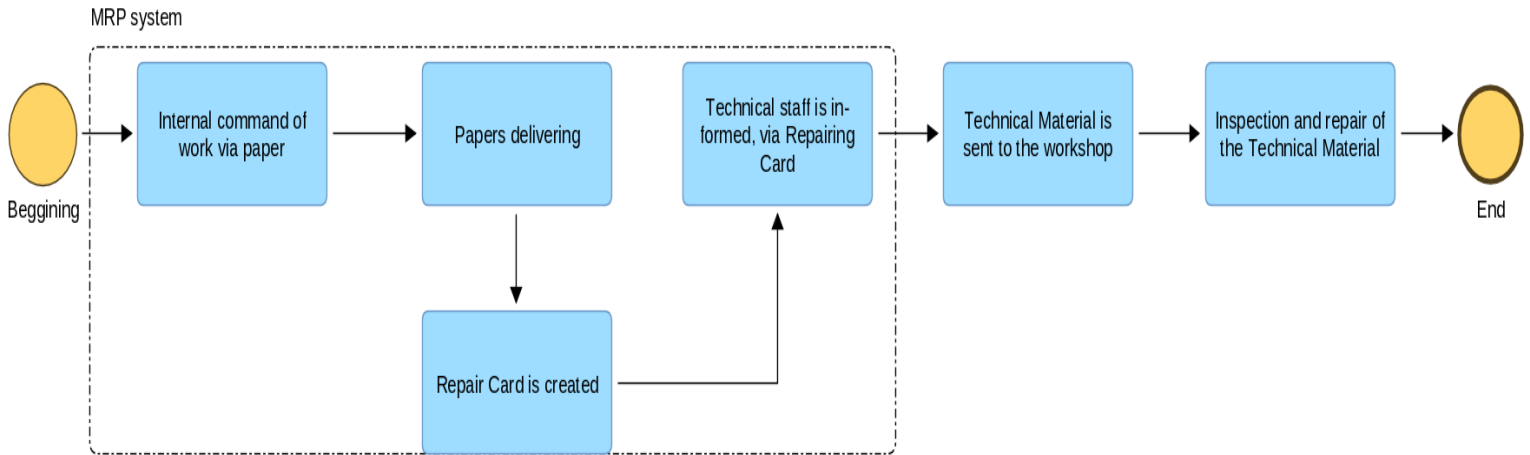 MRP system
Beggining
Internal command of
work via paper
Papers delivering
Repair Card is created
Technical staff is in-
formed, via Repairing
Card
Technical Material is
sent to the workshop
Inspection and repair of
the Technical Material
End